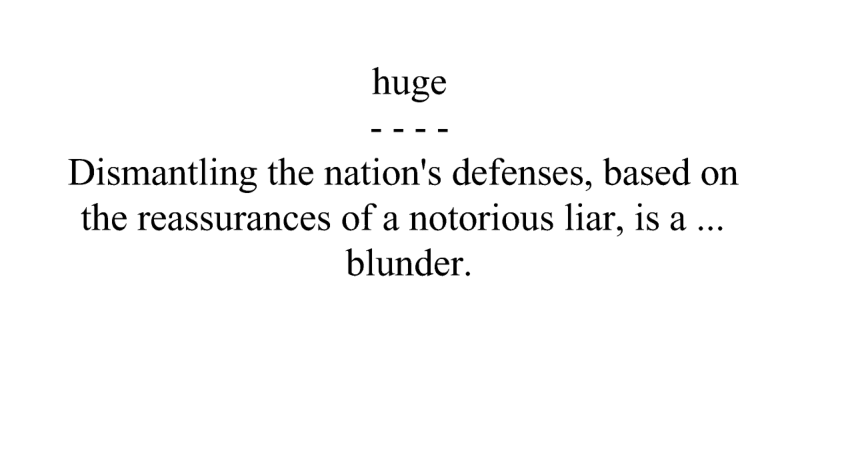 huge
- - - -
Dismantling the nation's defenses, based on
the reassurances of a notorious liar, is a ...
blunder.